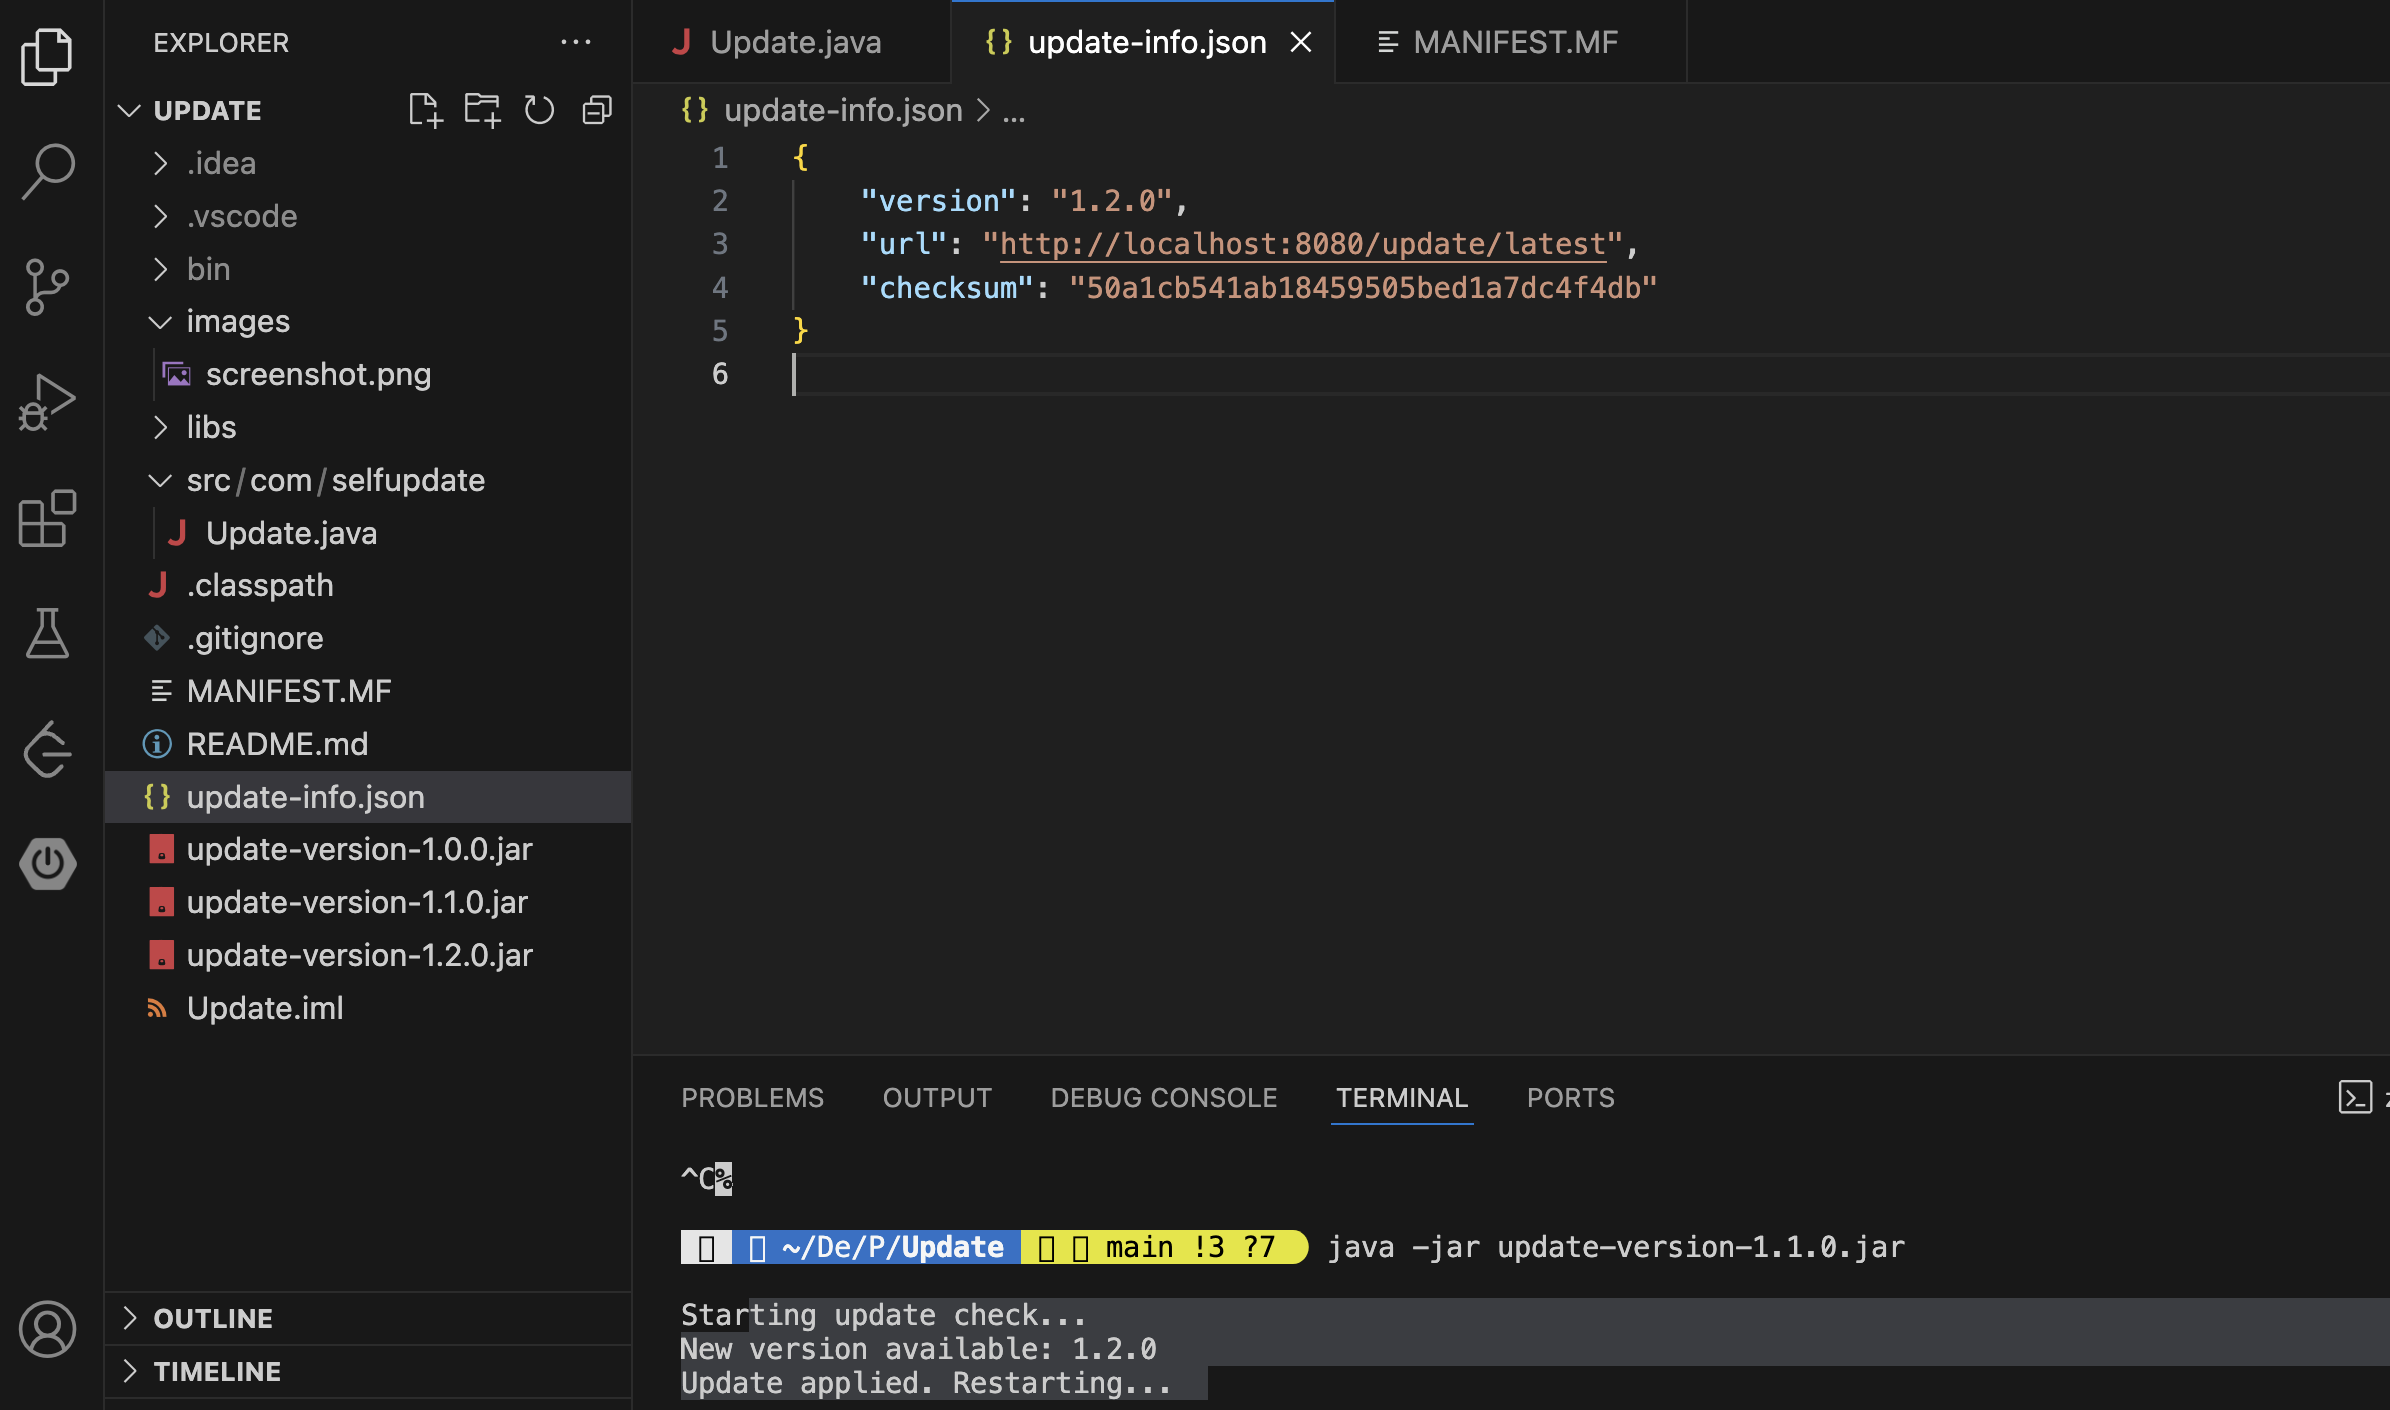 EXPLORER
UPDATE
.idea
.vscode
bin
images
screenshot.png
libs
src/com/selfupdate
Update.java
.classpath
.gitignore
MANIFEST.MF
README.md
update-info.json
update-version-1.0.0.jar
update-version-1.1.0.jar
update-version-1.2.0.jar
Update.iml
OUTLINE
TIMELINE
Update.java
update-info.json
MANIFEST.MF
update-info.json > ...
1 {
2 "version": "1.2.0",
3 "url": "http://localhost:8080/update/latest",
4 "checksum": "50a1cb541ab18459505bed1a7dc4f4db"
5 }
6
PROBLEMS OUTPUT DEBUG CONSOLE TERMINAL PORTS
^C%
~/De/P/Update main !3 ?7 java -jar update-version-1.1.0.jar
Starting update check...
New version available: 1.2.0
Update applied. Restarting...